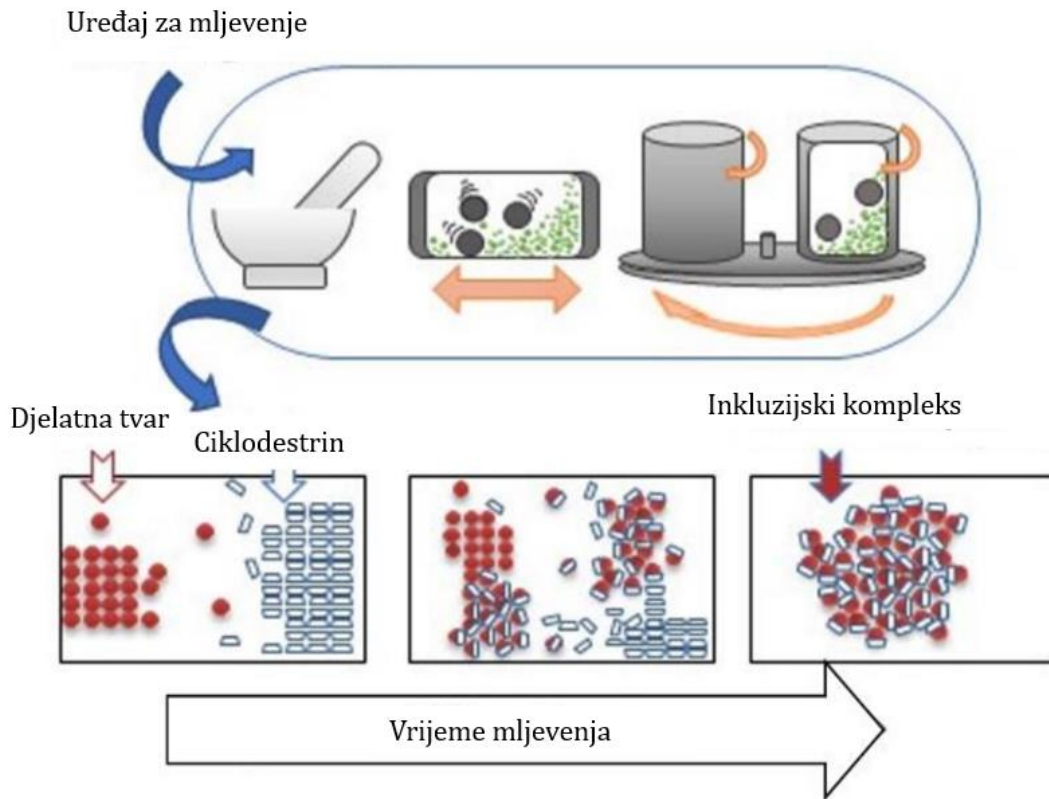 Uređaj za mljevenje
Djelatna tvar
Ciklodestrin
Inkluzijski kompleks
Vrijeme mljevenja